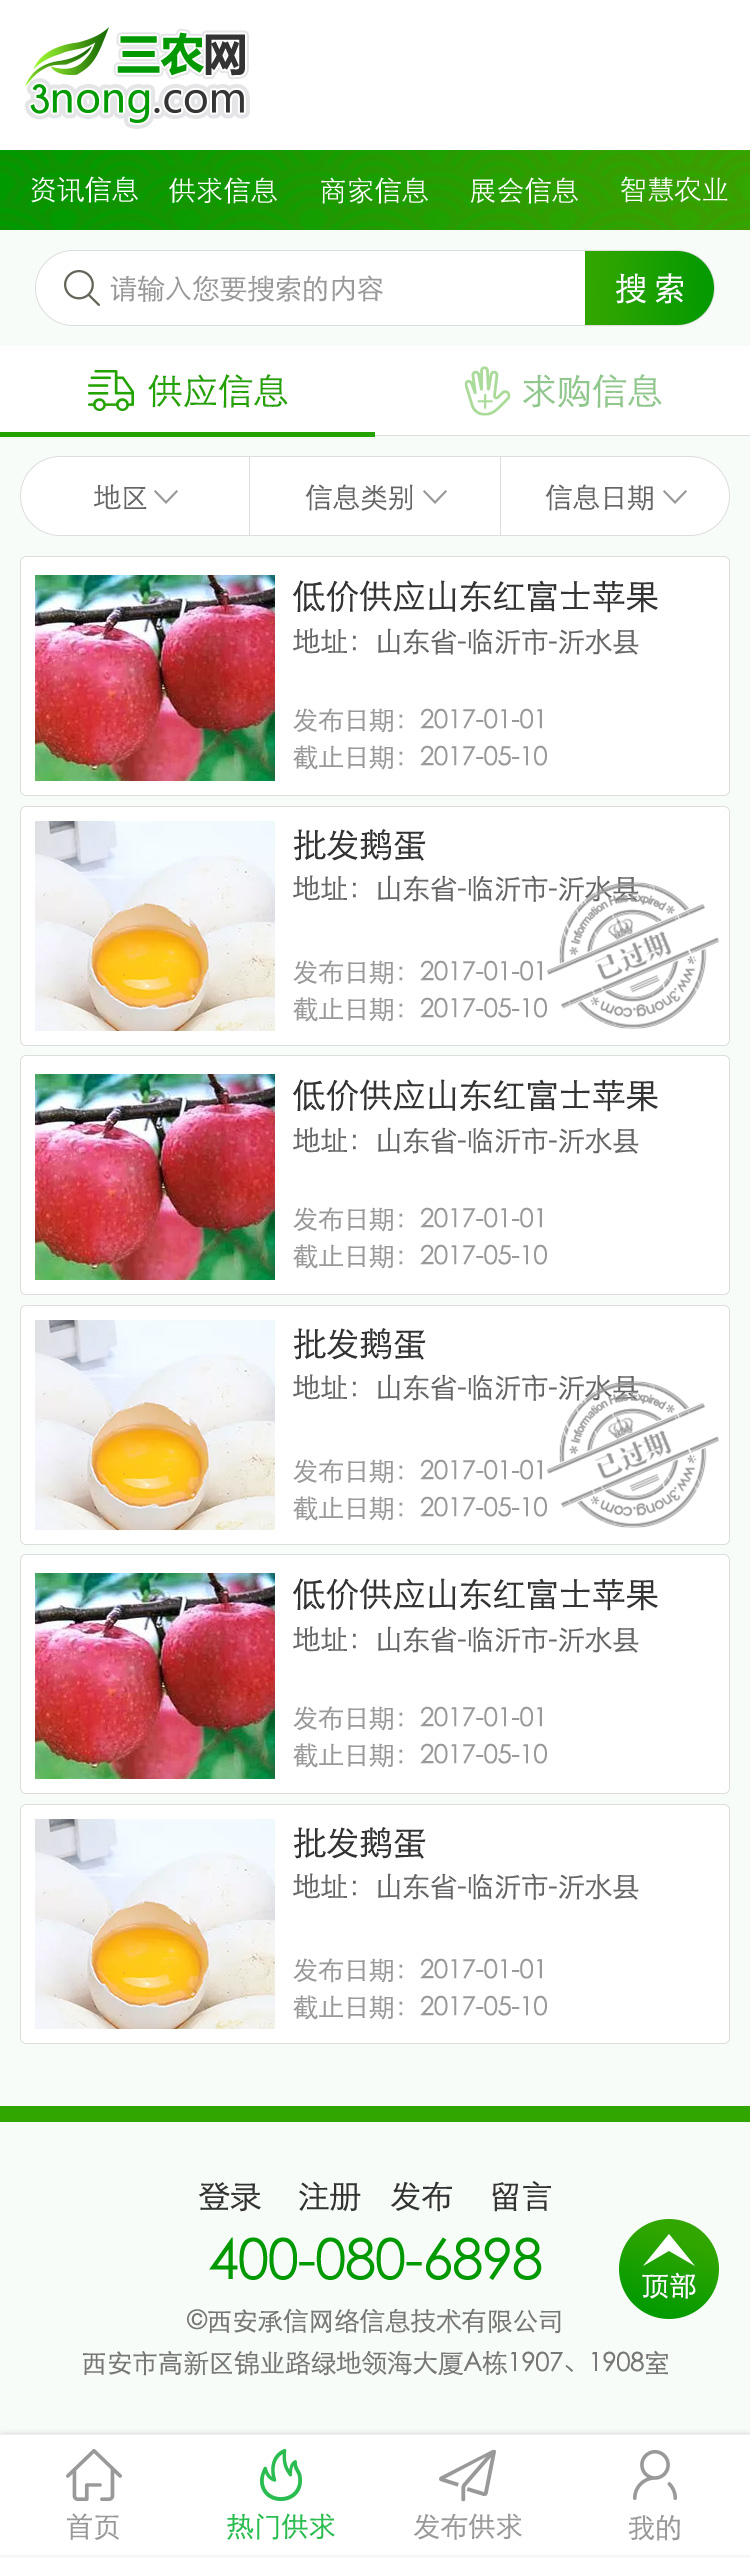 三农网
3nong.com
资讯信息 供求信息 商家信息 展会信息 智慧农业
请输入您要搜索的内容 搜 索
供应信息 求购信息
地区 信息类别 信息日期
低价供应山东红富士苹果
地址：山东省-临沂市-沂水县
发布日期：2017-01-01
截止日期：2017-05-10
批发鹅蛋
地址：山东省-临沂市-沂水县
发布日期：2017-01-01
截止日期：2017-05-10
*Information Has Expired*
已过期
*www.3nong.com*
低价供应山东红富士苹果
地址：山东省-临沂市-沂水县
发布日期：2017-01-01
截止日期：2017-05-10
批发鹅蛋
地址：山东省-临沂市-沂水县
发布日期：2017-01-01
截止日期：2017-05-10
*Information Has Expired*
已过期
*www.3nong.com*
低价供应山东红富士苹果
地址：山东省-临沂市-沂水县
发布日期：2017-01-01
截止日期：2017-05-10
批发鹅蛋
地址：山东省-临沂市-沂水县
发布日期：2017-01-01
截止日期：2017-05-10
登录 注册 发布 留言
400-080-6898
顶部
©西安承信网络信息技术有限公司
西安市高新区锦业路绿地领海大厦A栋1907、1908室
首页 热门供求 发布供求 我的